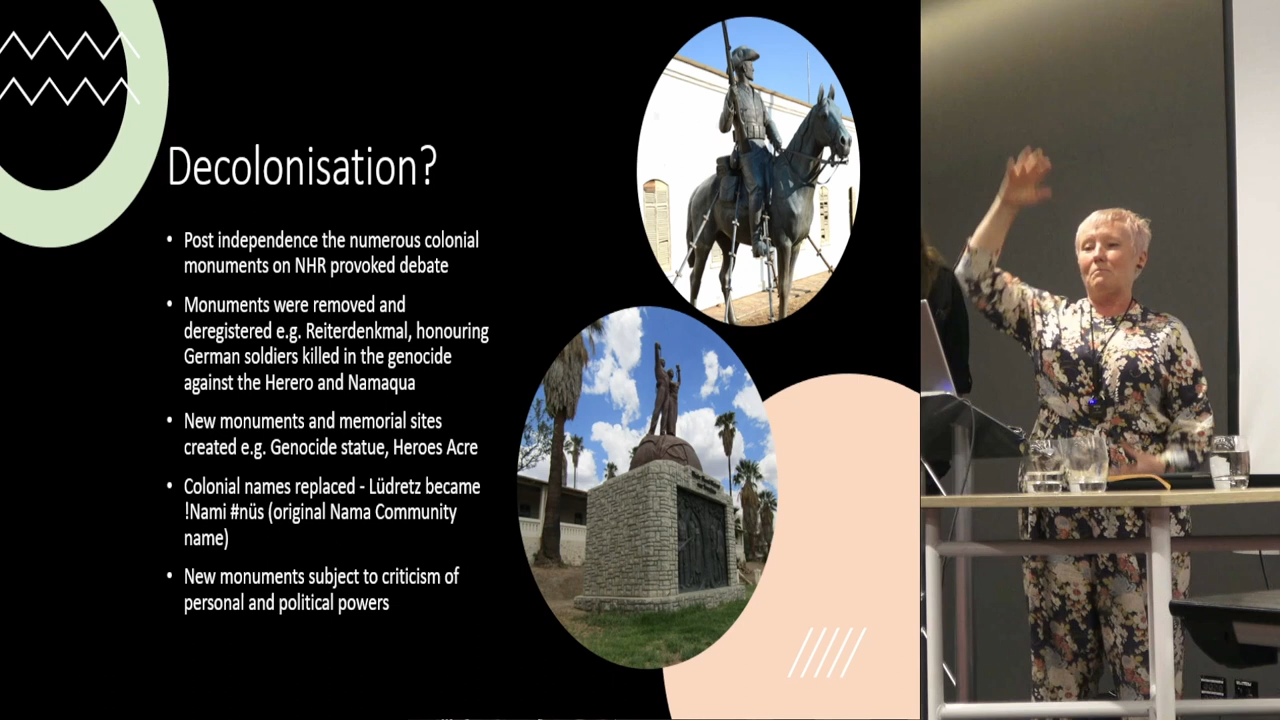 Decolonisation?
• Post independence the numerous colonial
monuments on NHR provoked debate
• Monuments were removed and
deregistered e.g. Reiterdenkmal, honouring
German soldiers killed in the genocide
against the Herero and Namaqua
• New monuments and memorial sites
created e.g. Genocide statue, Heroes Acre
• Colonial names replaced - Lüdretz became
!Nami #nüs (original Nama Community
name)
• New monuments subject to criticism of
personal and political powers